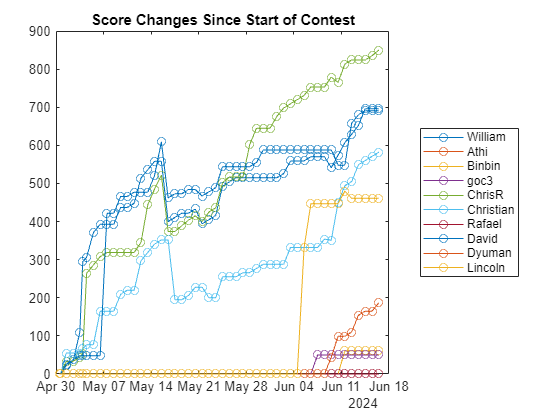 Score Changes Since Start of Contest
900
800
700
600
500
400
300
200
100
0
Apr 30 May 07 May 14 May 21 May 28 Jun 04 Jun 11 Jun 18
2024
William
Athi
Binbin
goc3
ChrisR
Christian
Rafael
David
Dyuman
Lincoln